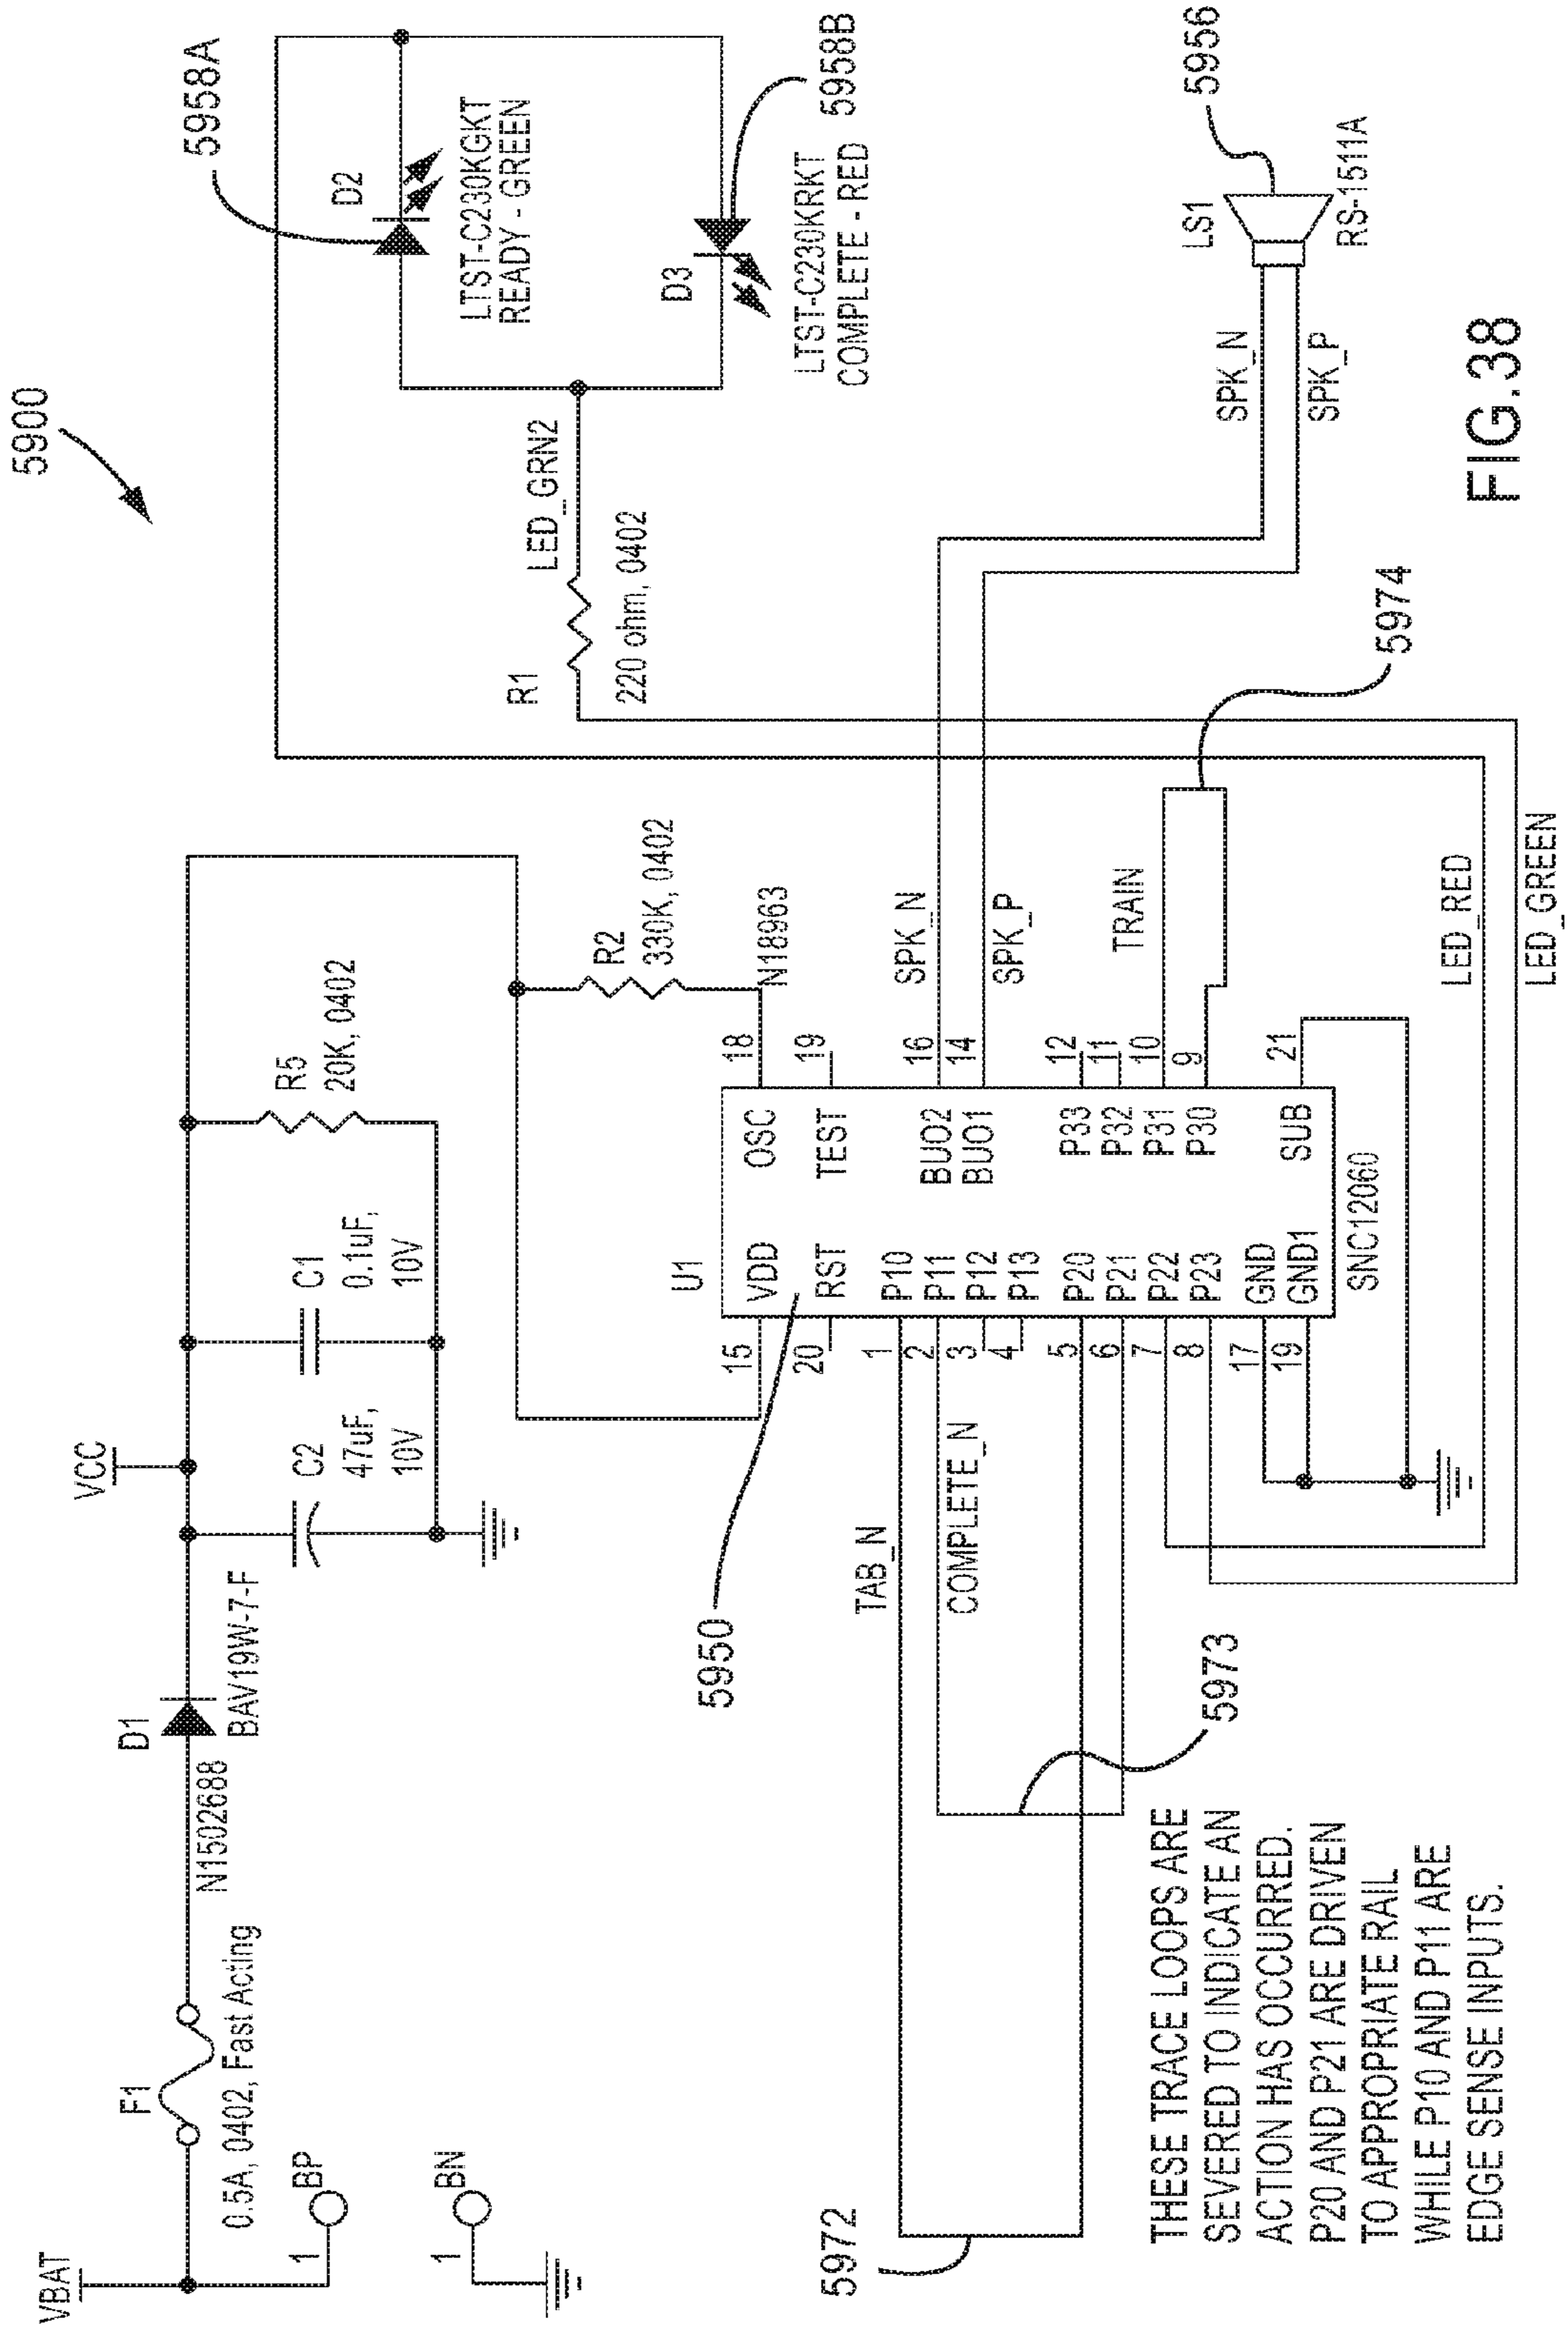 5900
VBAT
F1
0.5A, 0402, Fast Acting
1
BP
1
BN
N1502688
D1
BAV19W-7-F
VCC
C2
47uF,
10V
C1
0.1uF,
10V
R5
20K, 0402
R2
330K, 0402
N18963
5958A
D2
LTST-C230KGKT
READY - GREEN
D3
LTST-C230KRKT
COMPLETE - RED
5958B
LED_GRN2
R1
220 ohm, 0402
5950
U1
15
VDD
OSC
18
20
RST
TEST
19
1
P10
2
P11
BUO2
16
3
P12
BUO1
14
4
P13
5
P20
P33
12
6
P21
P32
11
7
P22
P31
10
8
P23
P30
9
17
GND
19
GND1
SUB
21
SNC12060
TAB_N
COMPLETE_N
SPK_N
SPK_P
TRAIN
5974
SPK_N
SPK_P
LS1
RS-1511A
5956
LED_RED
LED_GREEN
5972
5973
THESE TRACE LOOPS ARE
SEVERED TO INDICATE AN
ACTION HAS OCCURRED.
P20 AND P21 ARE DRIVEN
TO APPROPRIATE RAIL
WHILE P10 AND P11 ARE
EDGE SENSE INPUTS.
FIG.38